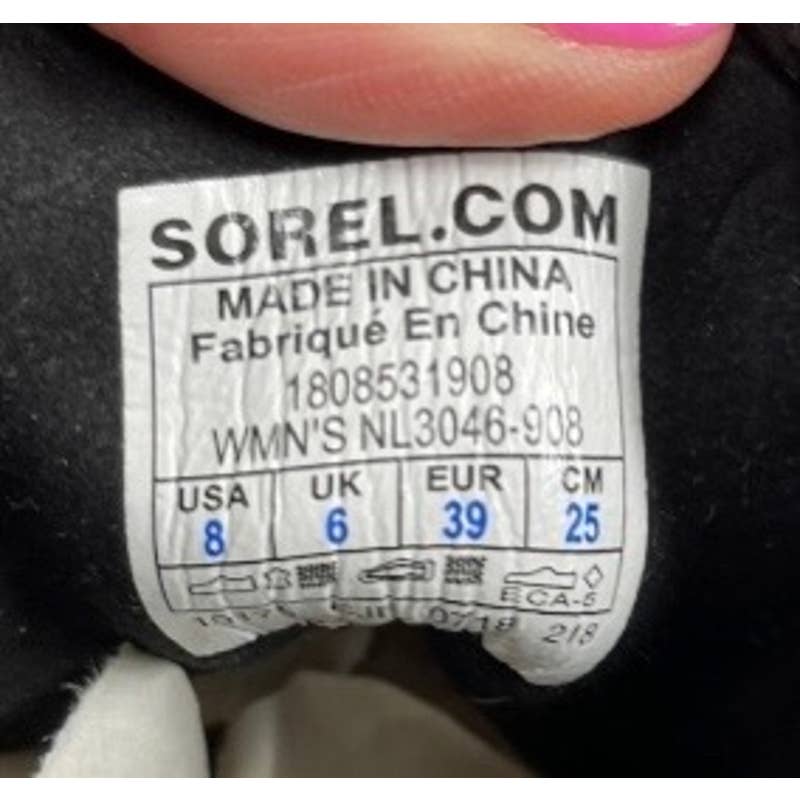 SOREL.COM
MADE IN CHINA
Fabriqué En Chine
1808531908
WMN'S NL3046-908
USA UK EUR CM
8 6 39 25
ECA-5
0718 218